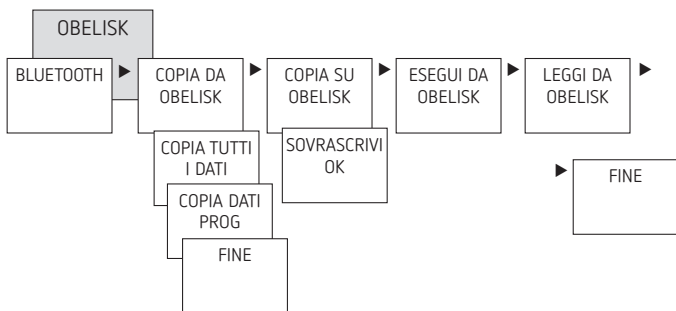 OBELISK
BLUETOOTH
COPIA DA
OBELISK
COPIA TUTTI
I DATI
COPIA DATI
PROG
FINE
COPIA SU
OBELISK
SOVRASCRIVI
OK
ESEGUI DA
OBELISK
LEGGI DA
OBELISK
FINE